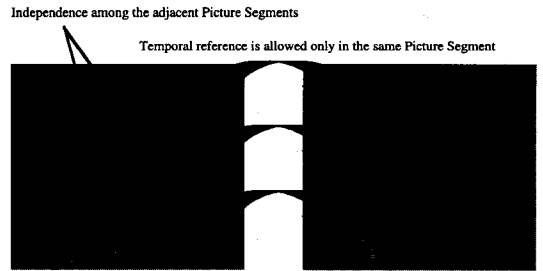 Independence among the adjacent Picture Segments
Temporal reference is allowed only in the same Picture Segment